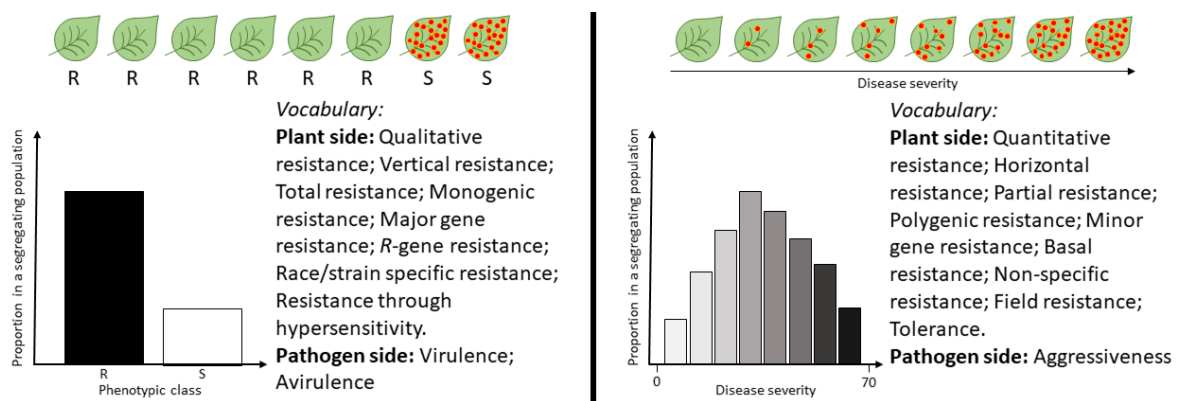 R R R R R R S S
Vocabulary:
Plant side: Qualitative
resistance; Vertical resistance;
Total resistance; Monogenic
resistance; Major gene
resistance; R-gene resistance;
Race/strain specific resistance;
Resistance through
hypersensitivity.
Pathogen side: Virulence;
Avirulence
Proportion in a segregating population
R S
Phenotypic class
Disease severity
Vocabulary:
Plant side: Quantitative
resistance; Horizontal
resistance; Partial resistance;
Polygenic resistance; Minor
gene resistance; Basal
resistance; Non-specific
resistance; Field resistance;
Tolerance.
Pathogen side: Aggressiveness
Proportion in a segregating population
0 70
Disease severity